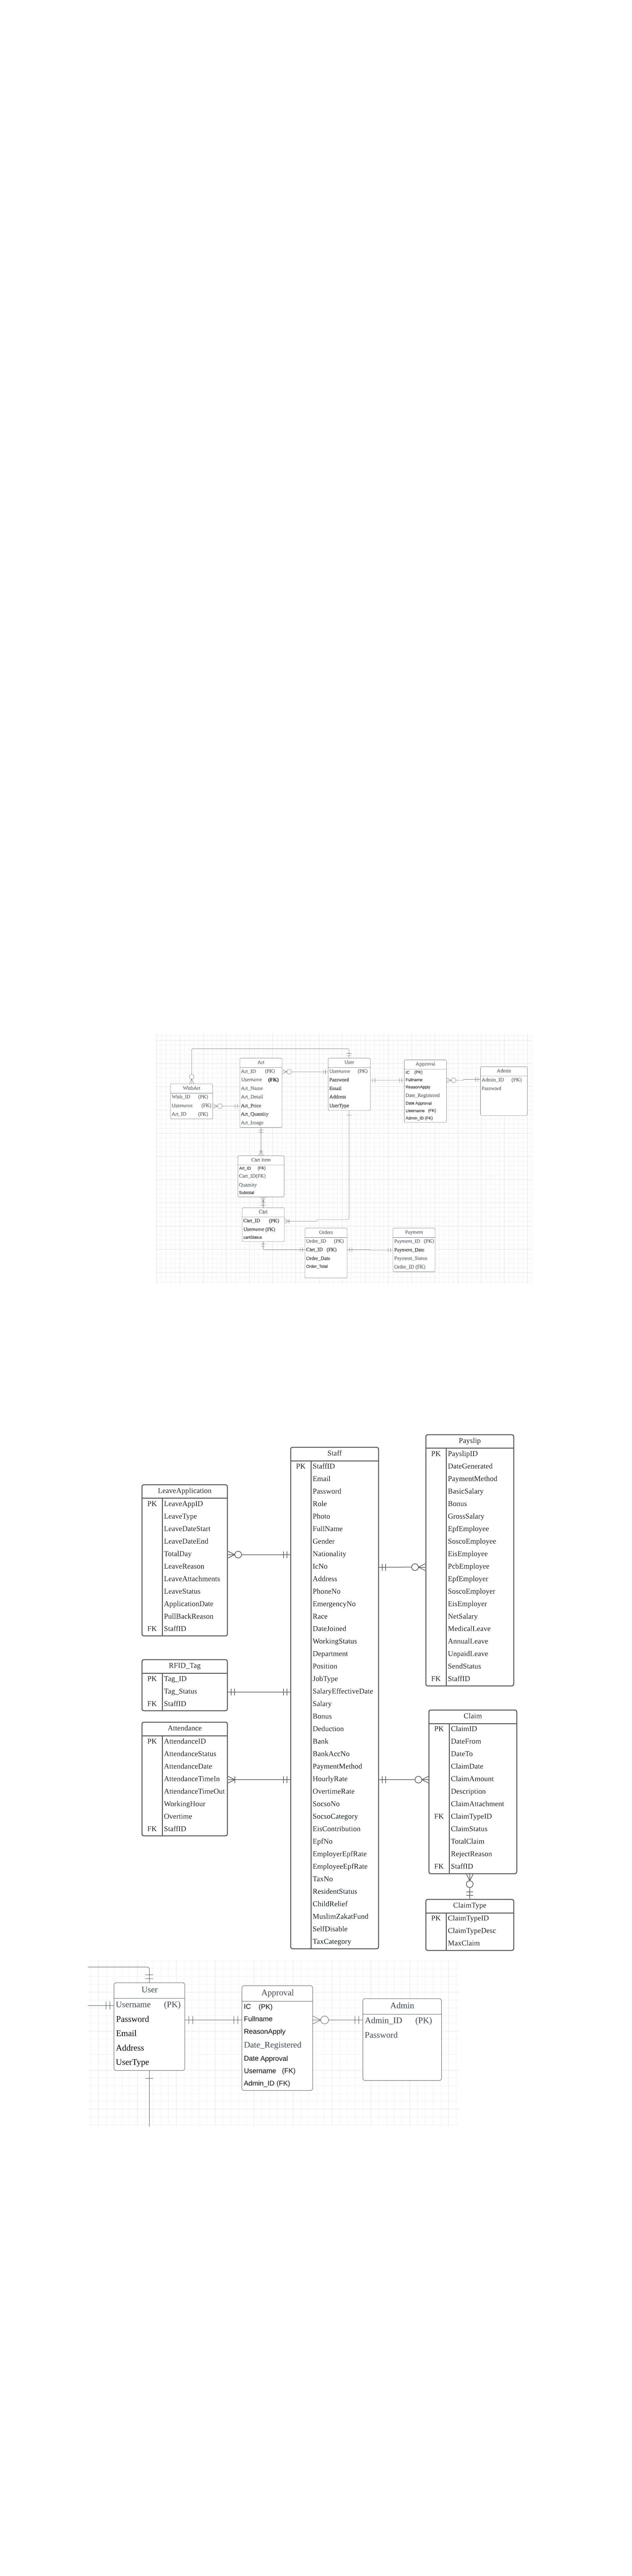 Art
Art_ID (PK)
Username (FK)
Art_Name
Art_Detail
Art_Price
Art_Quantity
Art_Image
User
Username (PK)
Password
Email
Address
UserType
Approval
IC (PK)
Fullname
ReasonApply
Date_Registered
Date Approval
Username (FK)
Admin_ID (FK)
Admin
Admin_ID (PK)
Password
WishArt
Wish_ID (PK)
Username (FK)
Art_ID (FK)
Cart Item
Art_ID (FK)
Cart_ID(FK)
Quantity
Subtotal
Cart
Cart_ID (PK)
Username (FK)
cartStatus
Orders
Order_ID (PK)
Cart_ID (FK)
Order_Date
Order_Total
Payment
Payment_ID (PK)
Payment_Date
Payment_Status
Order_ID (FK)
LeaveApplication
PK LeaveAppID
LeaveType
LeaveDateStart
LeaveDateEnd
TotalDay
LeaveReason
LeaveAttachments
LeaveStatus
ApplicationDate
PullBackReason
FK StaffID
RFID_Tag
PK Tag_ID
Tag_Status
FK StaffID
Attendance
PK AttendanceID
AttendanceStatus
AttendanceDate
AttendanceTimeIn
AttendanceTimeOut
WorkingHour
Overtime
FK StaffID
Staff
PK StaffID
Email
Password
Role
Photo
FullName
Gender
Nationality
IcNo
Address
PhoneNo
EmergencyNo
Race
DateJoined
WorkingStatus
Department
Position
JobType
SalaryEffectiveDate
Salary
Bonus
Deduction
Bank
BankAccNo
PaymentMethod
HourlyRate
OvertimeRate
SocsoNo
SocsoCategory
EisContribution
EpfNo
EmployerEpfRate
EmployeeEpfRate
TaxNo
ResidentStatus
ChildRelief
MuslimZakatFund
SelfDisable
TaxCategory
Payslip
PK PayslipID
DateGenerated
PaymentMethod
BasicSalary
Bonus
GrossSalary
EpfEmployee
SoscoEmployee
EisEmployee
PcbEmployee
EpfEmployer
SoscoEmployer
EisEmployer
NetSalary
MedicalLeave
AnnualLeave
UnpaidLeave
SendStatus
FK StaffID
Claim
PK ClaimID
DateFrom
DateTo
ClaimDate
ClaimAmount
Description
ClaimAttachment
FK ClaimTypeID
ClaimStatus
TotalClaim
RejectReason
FK StaffID
ClaimType
PK ClaimTypeID
ClaimTypeDesc
MaxClaim
User
Username (PK)
Password
Email
Address
UserType
Approval
IC (PK)
Fullname
ReasonApply
Date_Registered
Date Approval
Username (FK)
Admin_ID (FK)
Admin
Admin_ID (PK)
Password